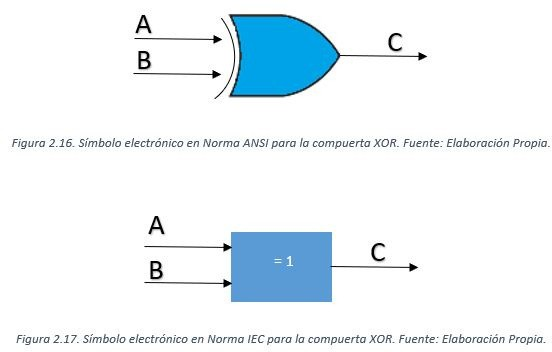 A
B
C
Figura 2.16. Símbolo electrónico en Norma ANSI para la compuerta XOR. Fuente: Elaboración Propia.
A
B
= 1
C
Figura 2.17. Símbolo electrónico en Norma IEC para la compuerta XOR. Fuente: Elaboración Propia.